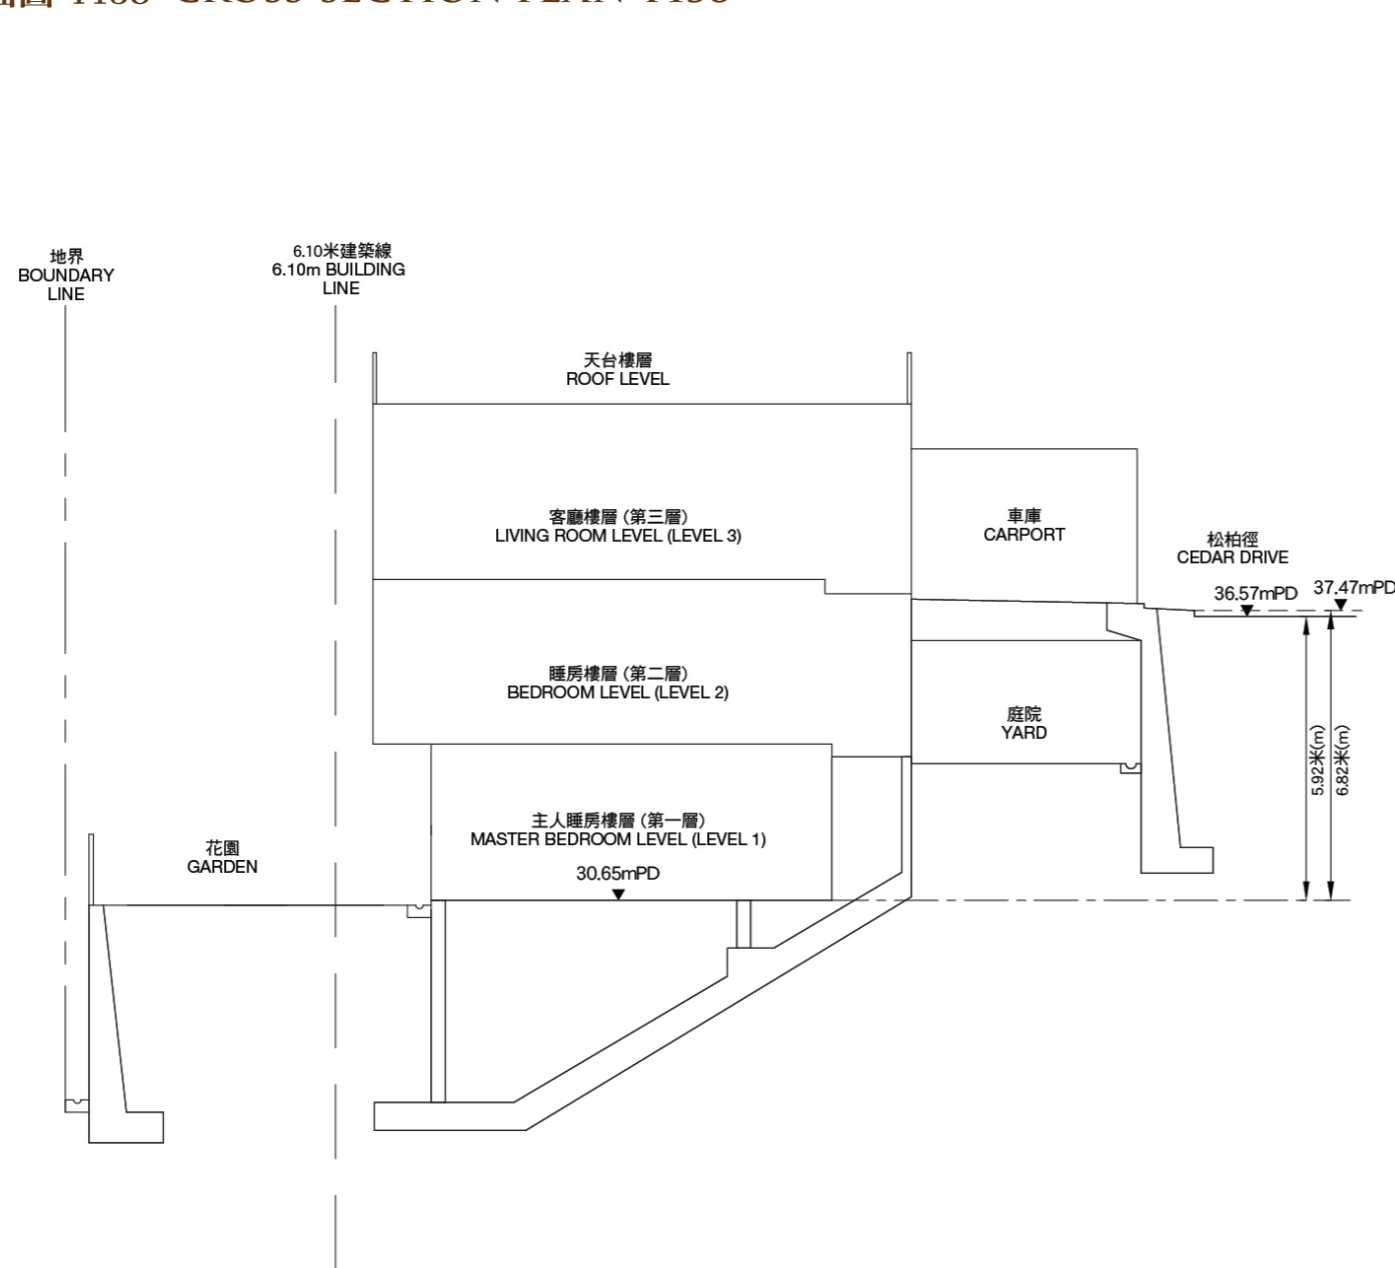 CROSS-SECTION PLAN
地界
BOUNDARY
LINE
6.10米建築線
6.10m BUILDING
LINE
天台樓層
ROOF LEVEL
客廳樓層 (第三層)
LIVING ROOM LEVEL (LEVEL 3)
車庫
CARPORT
松柏徑
CEDAR DRIVE
36.57mPD
37.47mPD
睡房樓層 (第二層)
BEDROOM LEVEL (LEVEL 2)
庭院
YARD
5.92米(m)
6.82米(m)
主人睡房樓層 (第一層)
MASTER BEDROOM LEVEL (LEVEL 1)
30.65mPD
花園
GARDEN